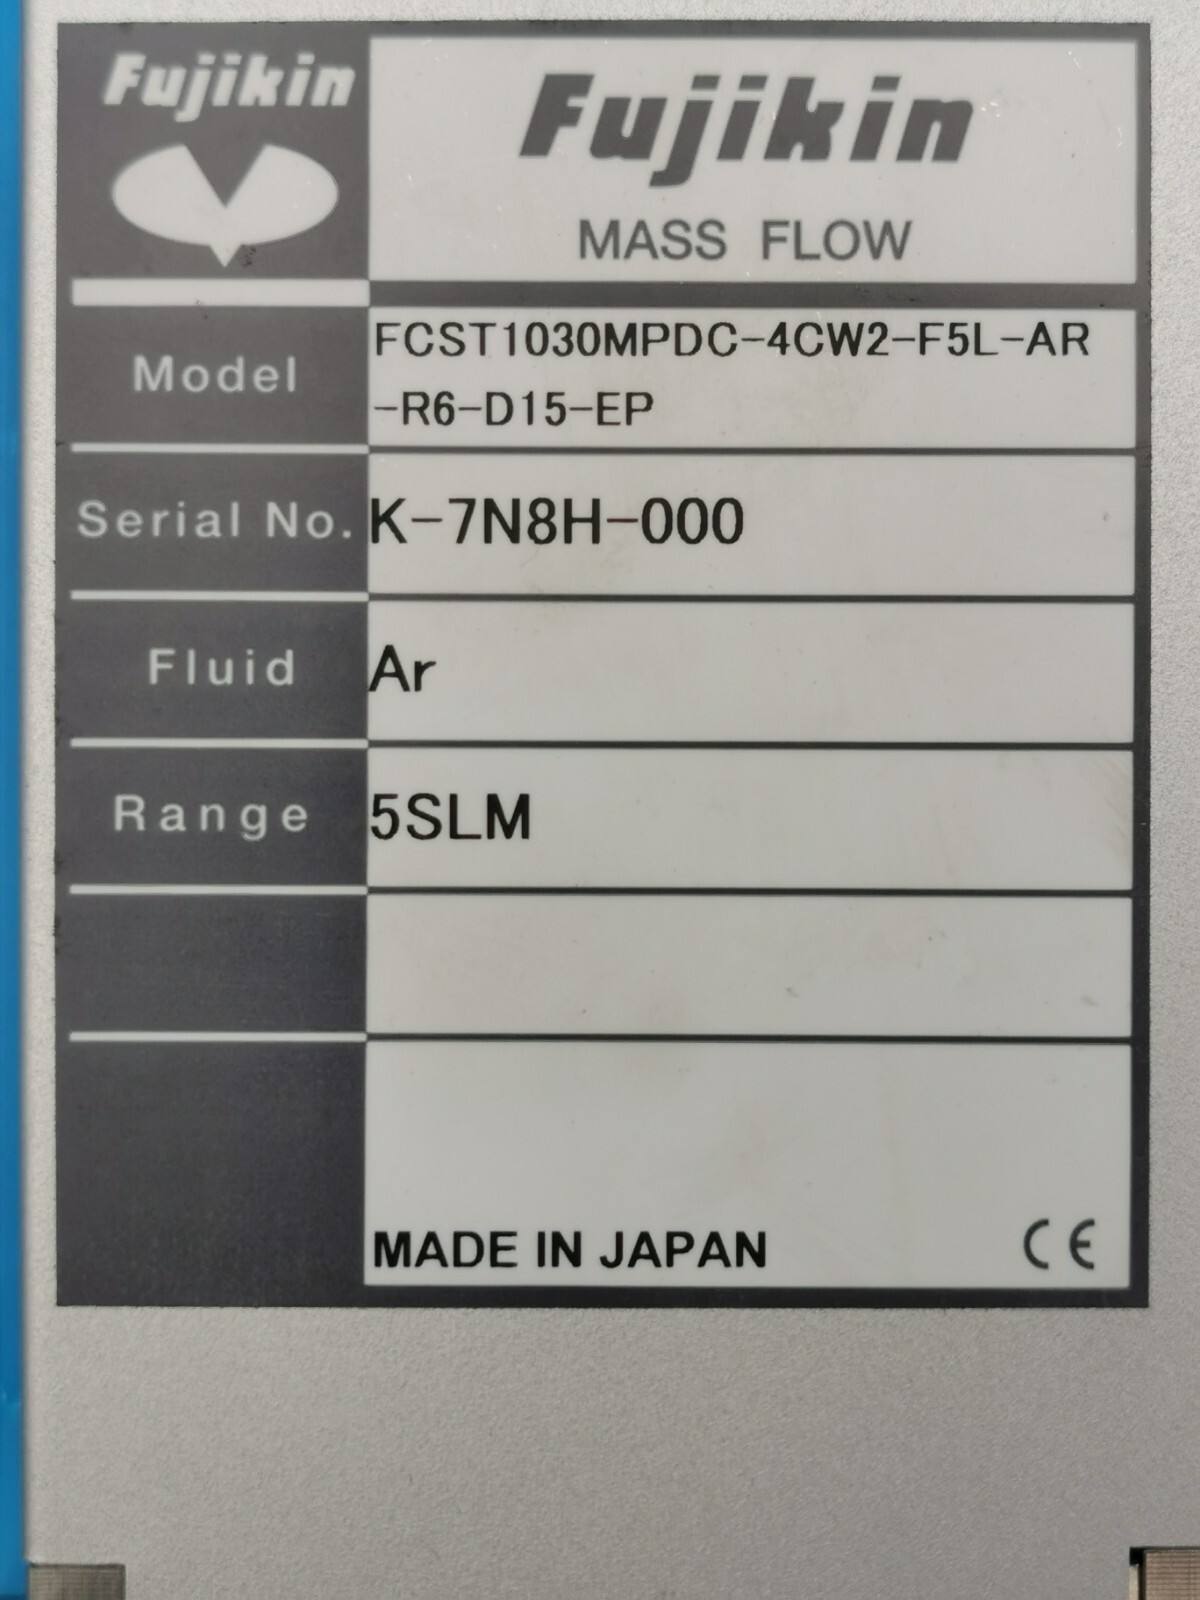 Fujikin
Fujikin
MASS FLOW
Model
FCST1030MPDC-4CW2-F5L-AR
-R6-D15-EP
Serial No.
K-7N8H-000
Fluid
Ar
Range
5SLM
MADE IN JAPAN
CE